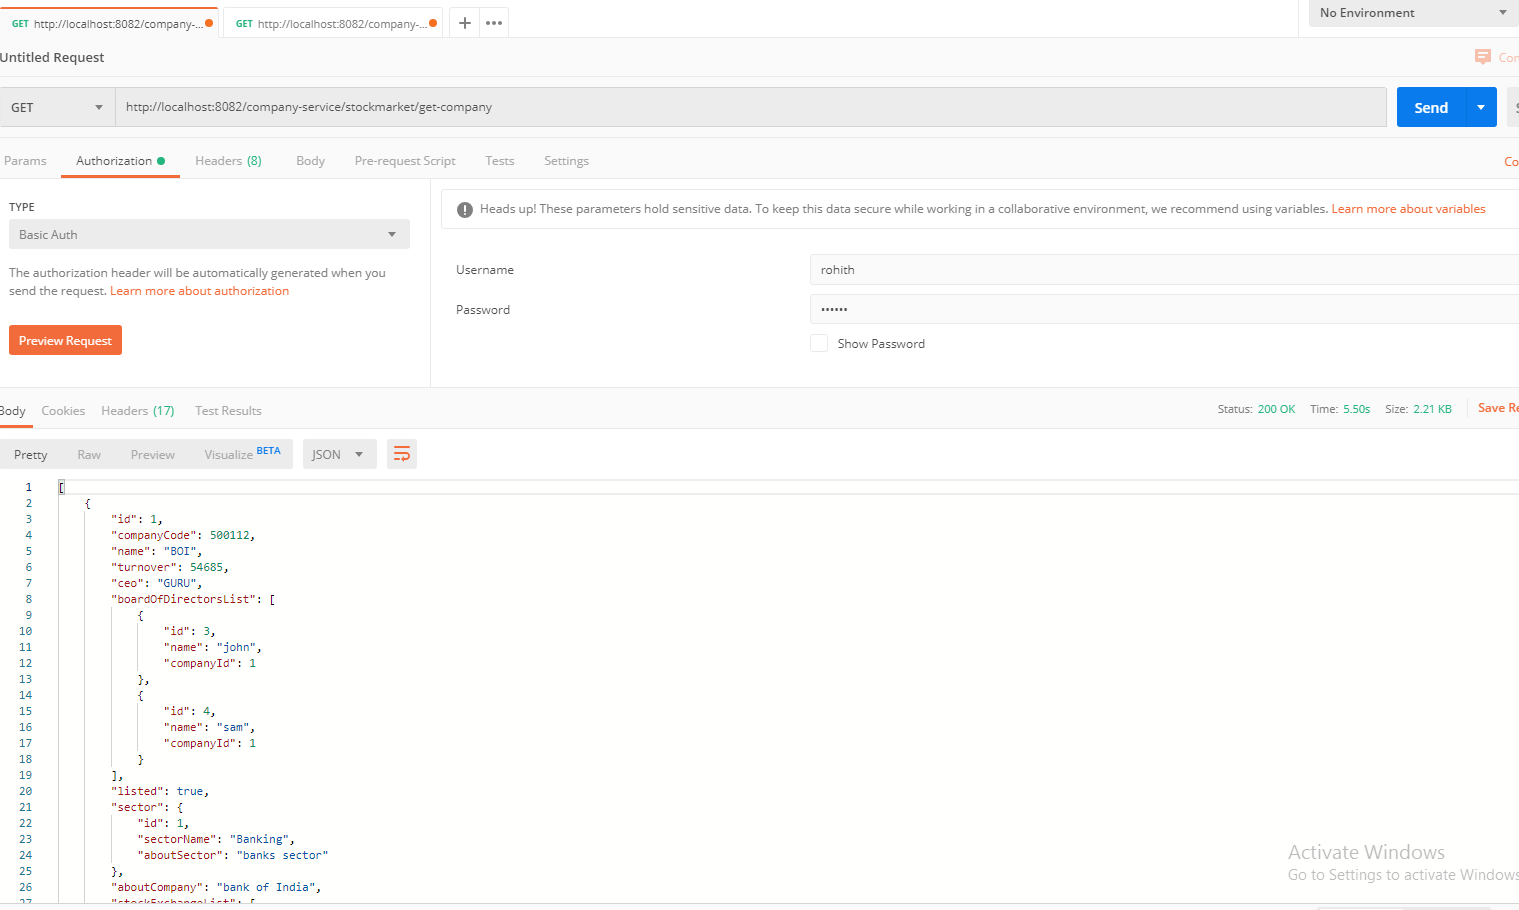 GET http://localhost:8082/company-...
GET http://localhost:8082/company-...
No Environment
Untitled Request
GET
http://localhost:8082/company-service/stockmarket/get-company
Send
Params Authorization Headers (8) Body Pre-request Script Tests Settings
TYPE
Heads up! These parameters hold sensitive data. To keep this data secure while working in a collaborative environment, we recommend using variables. Learn more about variables
Basic Auth
The authorization header will be automatically generated when you
send the request. Learn more about authorization
Username rohith
Password ••••••
Preview Request
Show Password
Body Cookies Headers (17) Test Results
Status: 200 OK Time: 5.50s Size: 2.21 KB Save Re
Pretty Raw Preview Visualize BETA JSON
1 [
2 {
3 "id": 1,
4 "companyCode": 500112,
5 "name": "BOI",
6 "turnover": 54685,
7 "ceo": "GURU",
8 "boardOfDirectorsList": [
9 {
10 "id": 3,
11 "name": "john",
12 "companyId": 1
13 },
14 {
15 "id": 4,
16 "name": "sam",
17 "companyId": 1
18 }
19 ],
20 "listed": true,
21 "sector": {
22 "id": 1,
23 "sectorName": "Banking",
24 "aboutSector": "banks sector"
25 },
26 "aboutCompany": "bank of India",
27 "stockExchangeList": [
Activate Windows
Go to Settings to activate Windows